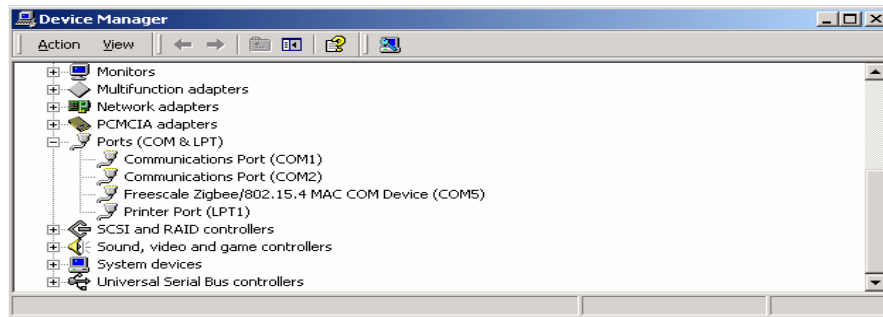 Device Manager
Action View
Monitors
Multifunction adapters
Network adapters
PCMCIA adapters
Ports (COM & LPT)
Communications Port (COM1)
Communications Port (COM2)
Freescale Zigbee/802.15.4 MAC COM Device (COM5)
Printer Port (LPT1)
SCSI and RAID controllers
Sound, video and game controllers
System devices
Universal Serial Bus controllers